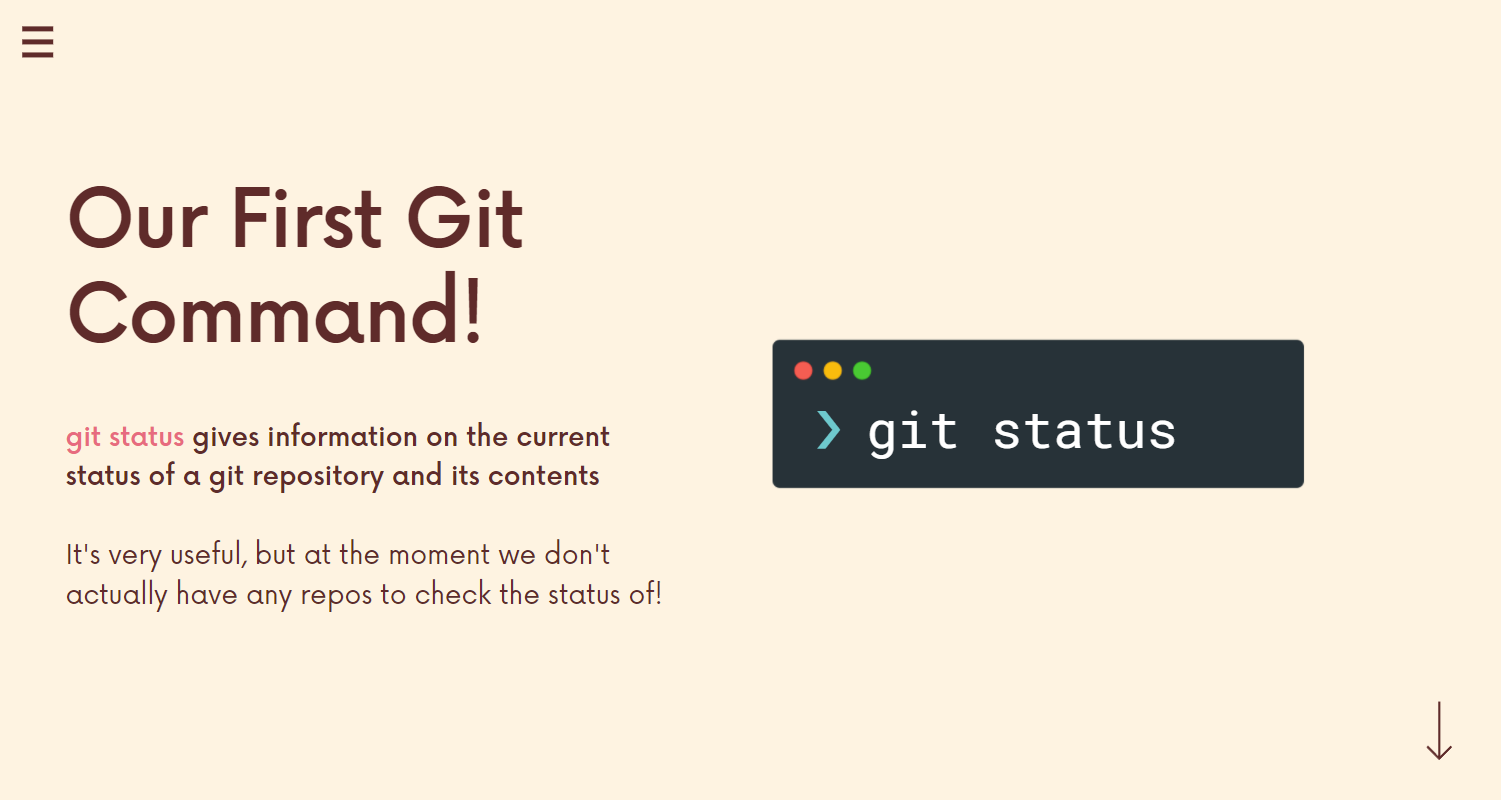 Our First Git
Command!
git status gives information on the current
status of a git repository and its contents
It's very useful, but at the moment we don't
actually have any repos to check the status of!
❯ git status